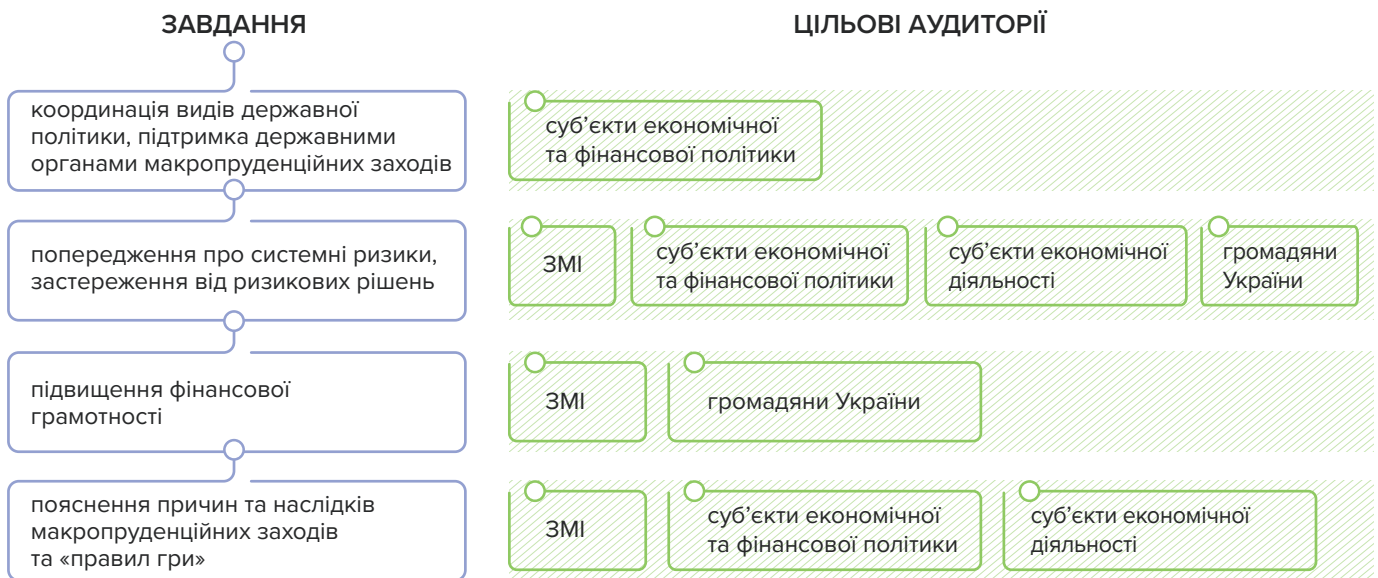 ЗАВДАННЯ
ЦІЛЬОВІ АУДИТОРІЇ
координація видів державної
політики, підтримка державними
органами макропруденційних заходів
суб’єкти економічної
та фінансової політики
попередження про системні ризики,
застереження від ризикових рішень
ЗМІ
суб’єкти економічної
та фінансової політики
суб’єкти економічної
діяльності
громадяни
України
підвищення фінансової
грамотності
ЗМІ
громадяни України
пояснення причин та наслідків
макропруденційних заходів
та «правил гри»
ЗМІ
суб’єкти економічної
та фінансової політики
суб’єкти економічної
діяльності